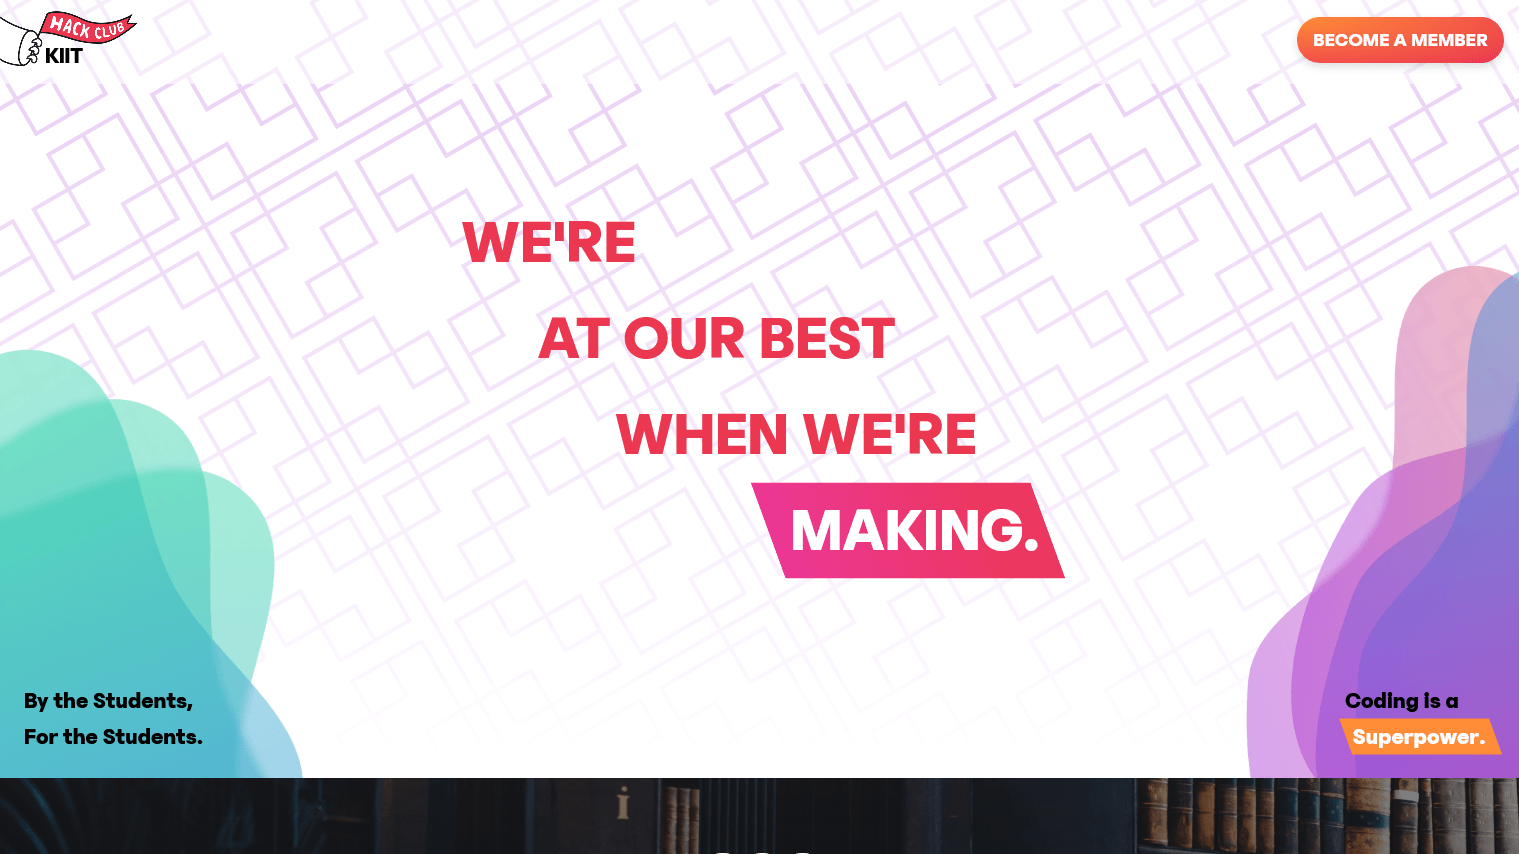 HACK CLUB
KIIT
BECOME A MEMBER
WE'RE
AT OUR BEST
WHEN WE'RE
MAKING.
By the Students,
For the Students.
Coding is a
Superpower.
i